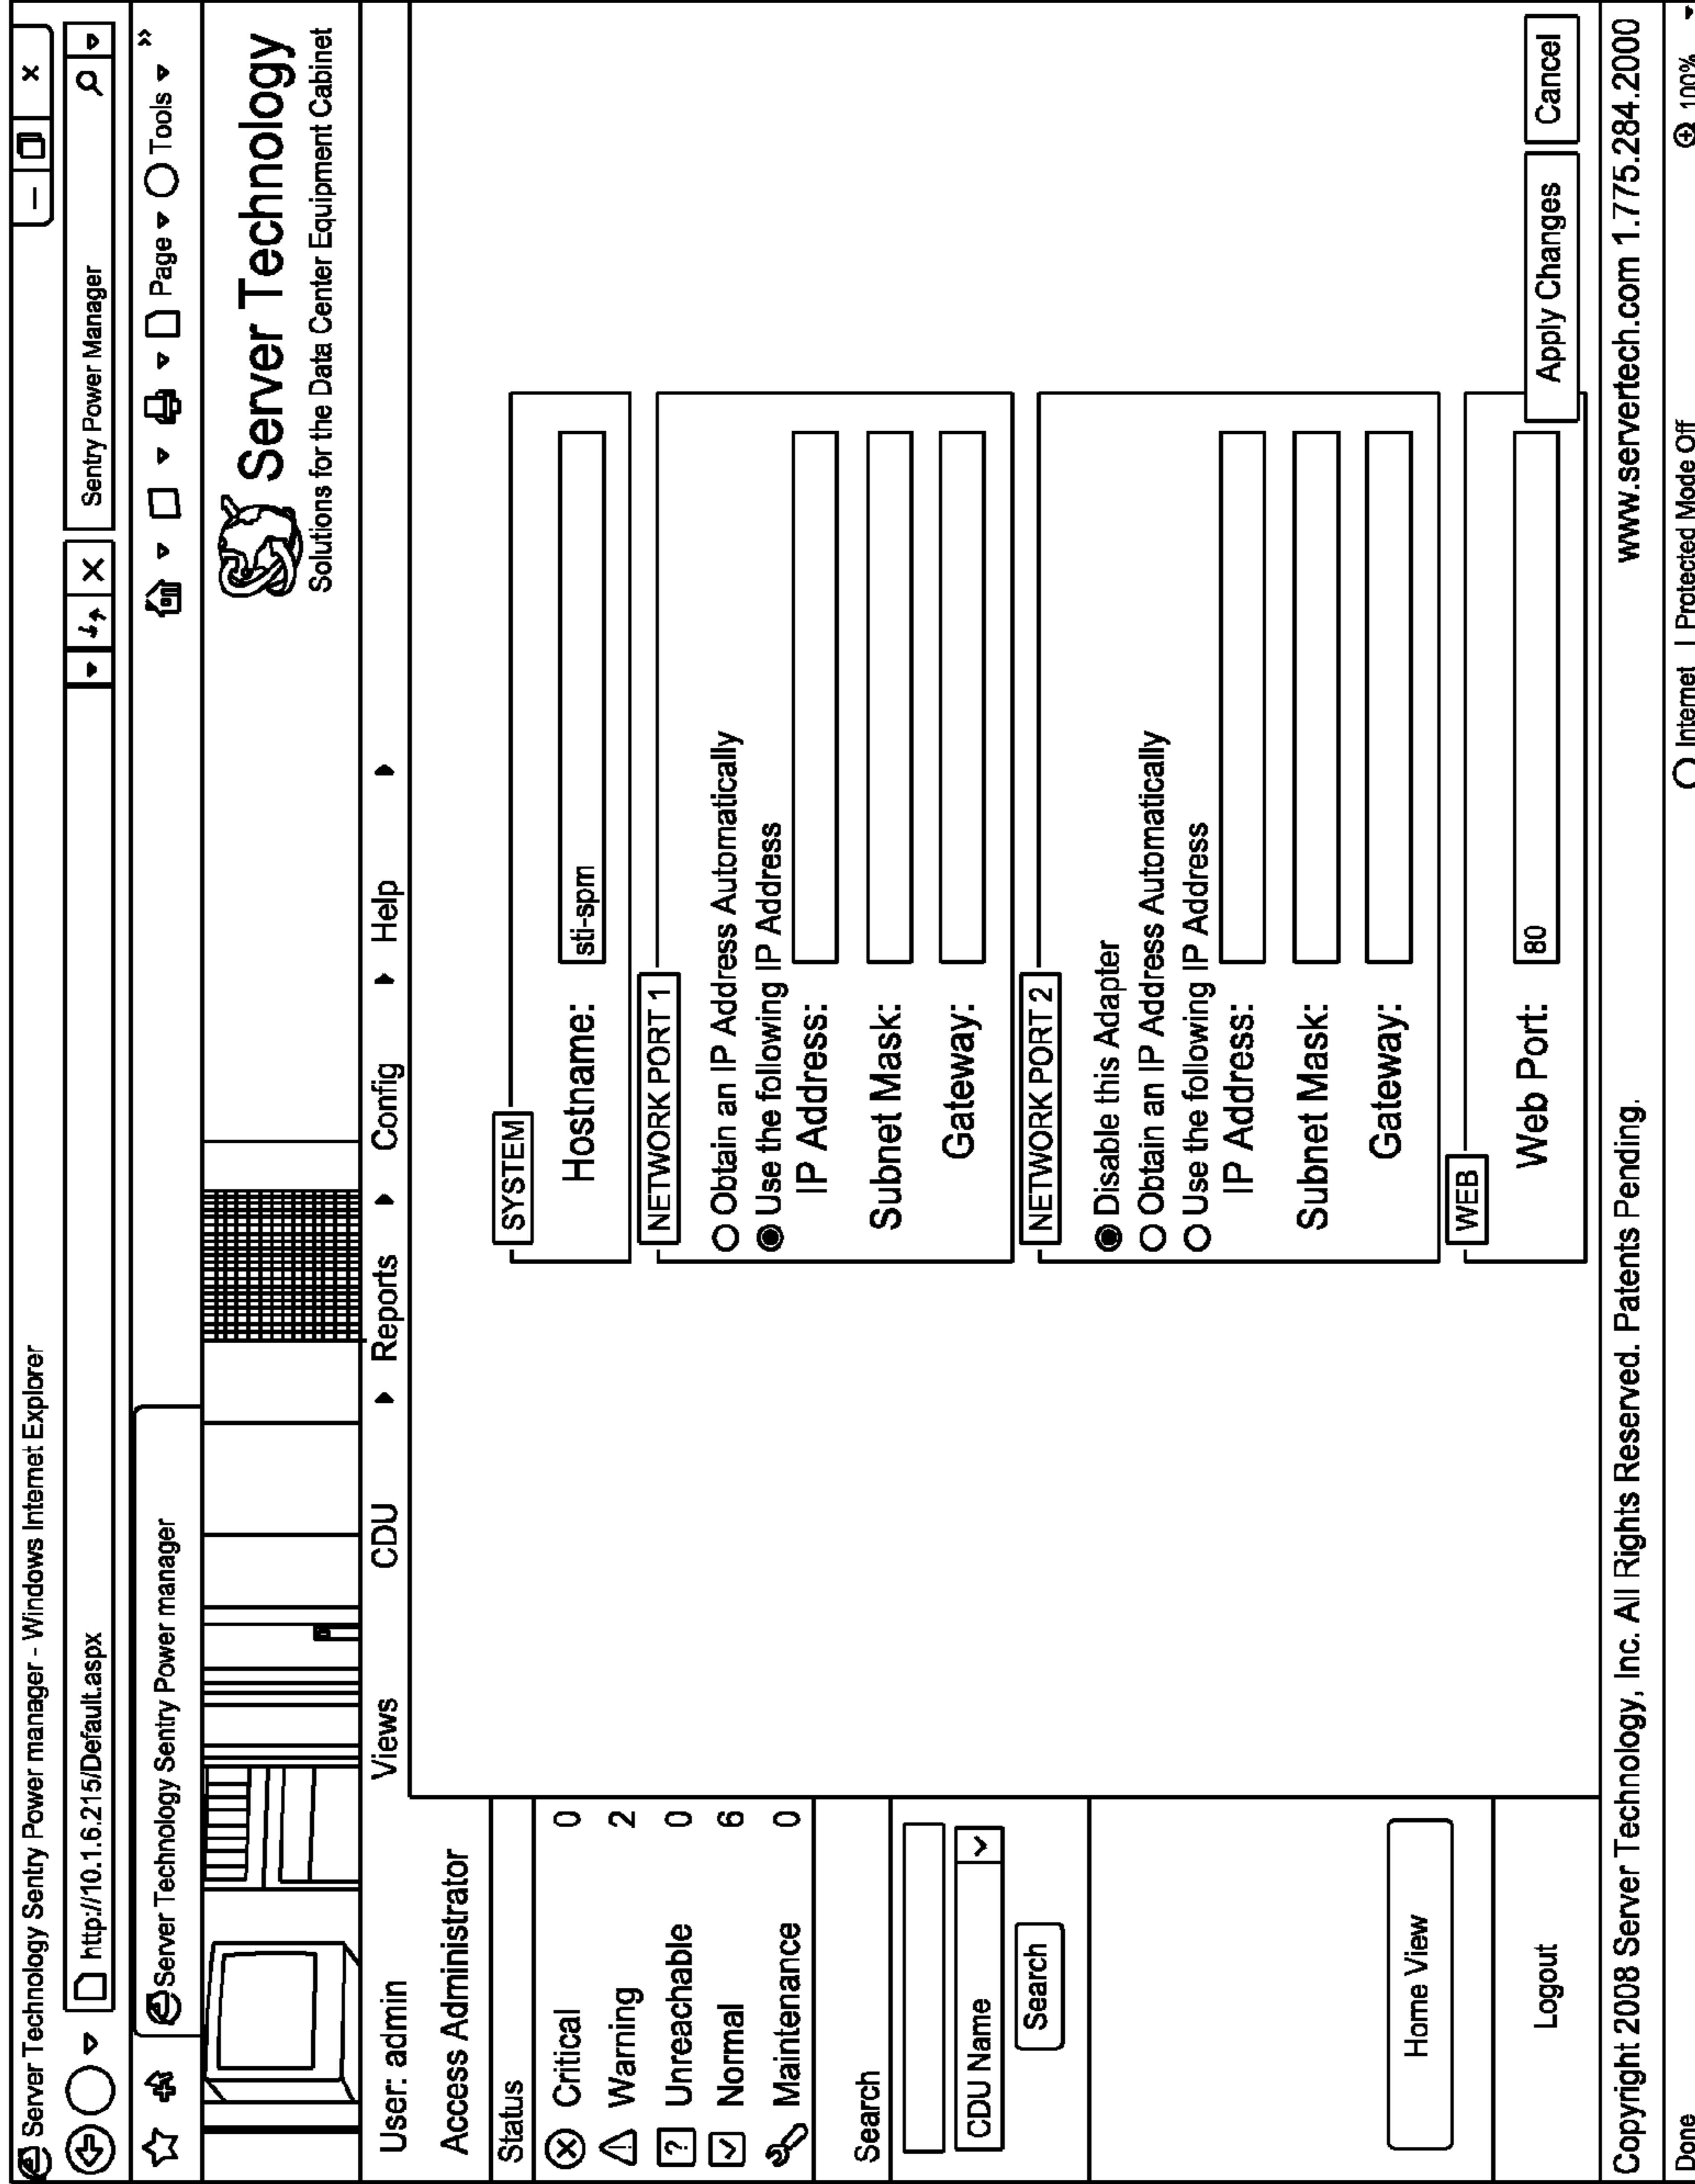 Server Technology Sentry Power manager - Windows Internet Explorer
http://10.1.6.215/Default.aspx
Sentry Power Manager
Server Technology Sentry Power manager
Page
Tools
Server Technology
Solutions for the Data Center Equipment Cabinet
User: admin
Views
CDU
Reports
Config
Help
Access Administrator
Status
Critical 0
Warning 2
? Unreachable 0
Normal 6
Maintenance 0
Search
CDU Name
Search
Home View
Logout
SYSTEM
Hostname: sti-spm
NETWORK PORT 1
Obtain an IP Address Automatically
Use the following IP Address
IP Address:
Subnet Mask:
Gateway:
NETWORK PORT 2
Disable this Adapter
Obtain an IP Address Automatically
Use the following IP Address
IP Address:
Subnet Mask:
Gateway:
WEB
Web Port: 80
Apply Changes
Cancel
Copyright 2008 Server Technology, Inc. All Rights Reserved. Patents Pending.
www.servertech.com 1.775.284.2000
Done
Internet | Protected Mode Off
100%